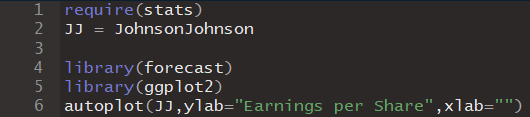 1 require(stats)
2 JJ = JohnsonJohnson
3
4 library(forecast)
5 library(ggplot2)
6 autoplot(JJ,ylab="Earnings per Share",xlab="")